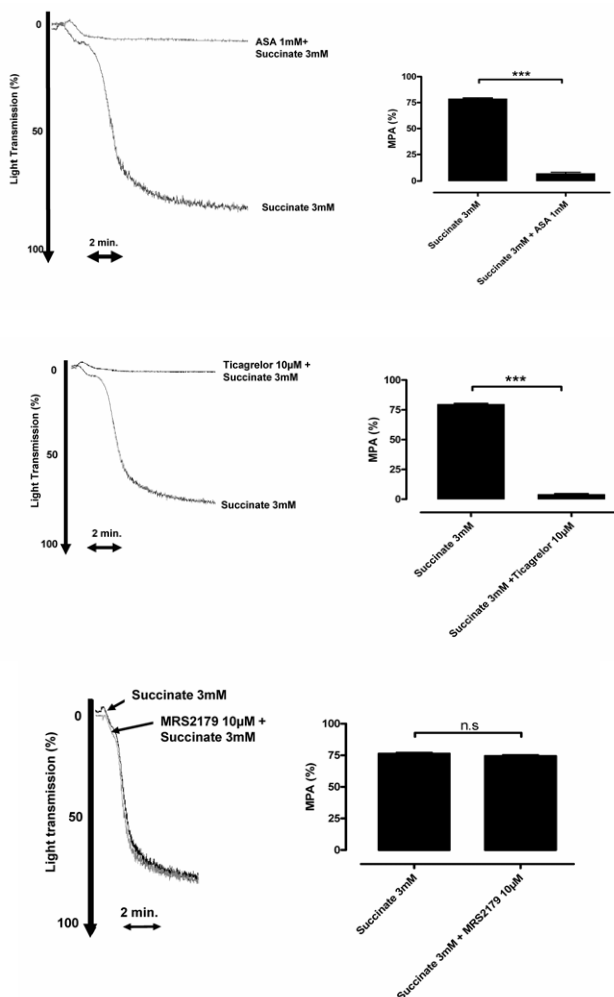 0
50
100
Light Transmission (%)
ASA 1mM+
Succinate 3mM
Succinate 3mM
2 min.
***
100
75
50
25
0
MPA (%)
Succinate 3mM
Succinate 3mM + ASA 1mM
0
50
100
Light Transmission (%)
Ticagrelor 10µM +
Succinate 3mM
Succinate 3mM
2 min.
***
100
75
50
25
0
MPA (%)
Succinate 3mM
Succinate 3mM +Ticagrelor 10µM
0
50
100
Light transmission (%)
Succinate 3mM
MRS2179 10µM +
Succinate 3mM
2 min.
n.s
100
75
50
25
0
MPA (%)
Succinate 3mM
Succinate 3mM + MRS2179 10µM